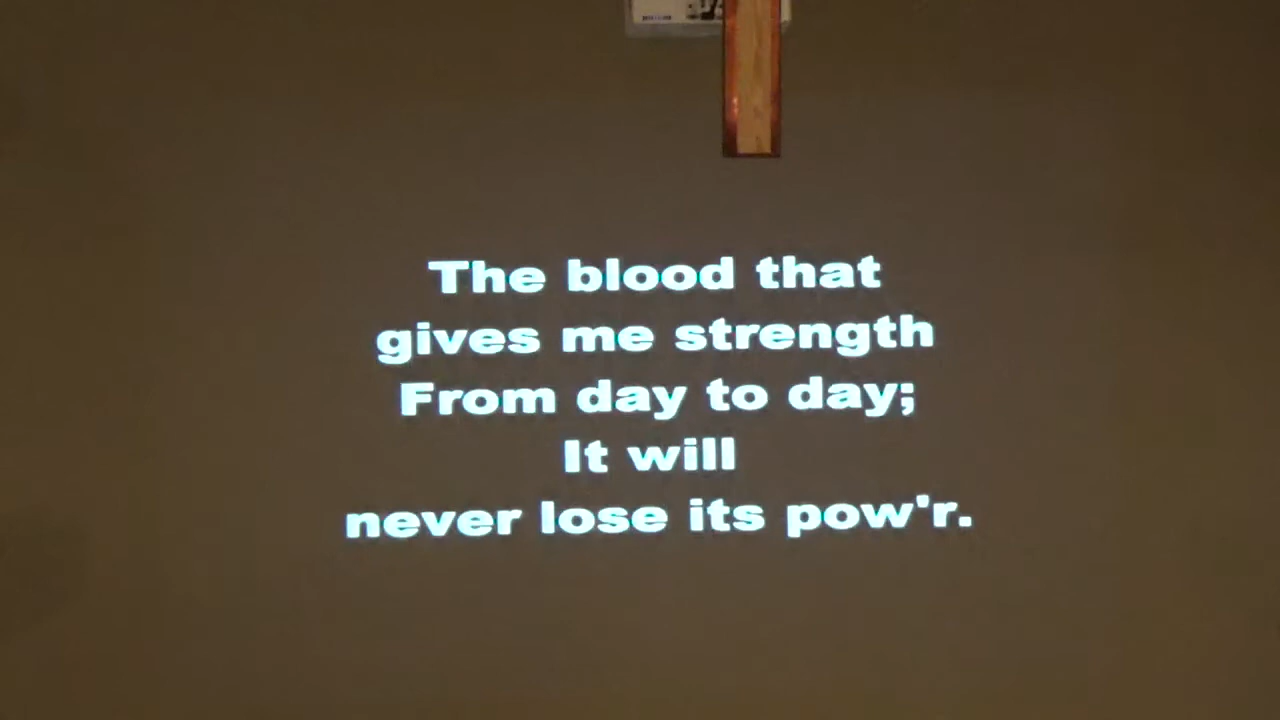 The blood that
gives me strength
From day to day;
It will
never lose its pow'r.